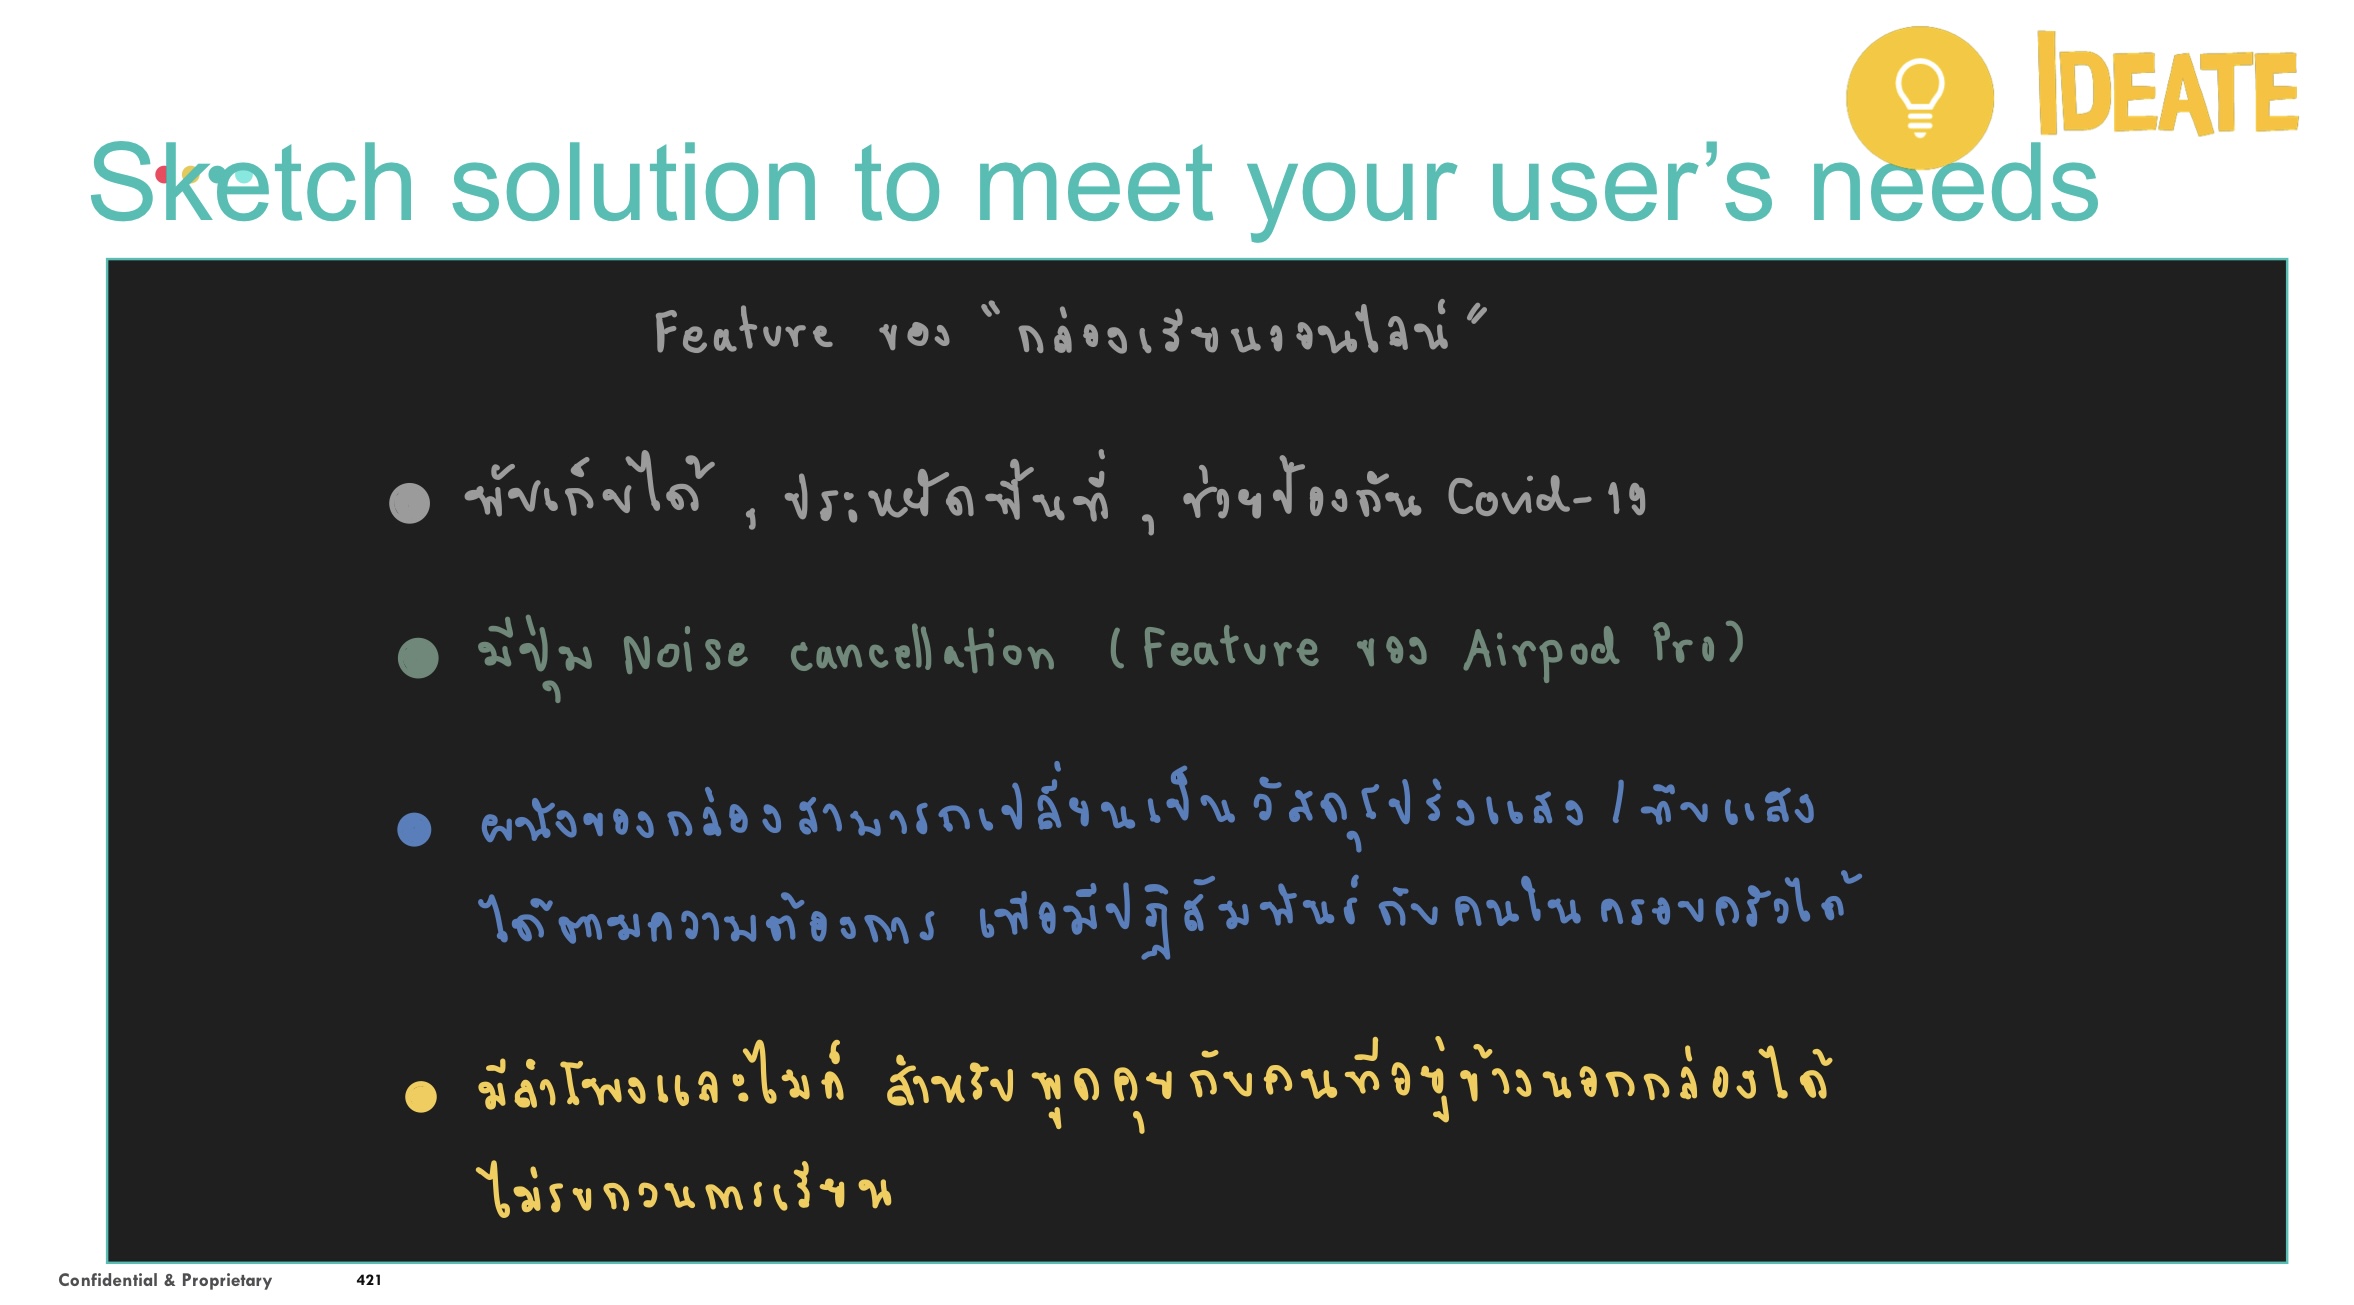 IDEATE
Sketch solution to meet your user's needs
Feature ของ "กล่องเรียนออนไลน์"
พับเก็บได้ , ประหยัดพื้นที่ , ช่วยป้องกัน Covid-19
มีปุ่ม Noise cancellation (Feature ของ Airpod Pro)
ผนังของกล่องสามารถเปลี่ยนเป็นวัสดุโปร่งแสง / ทึบแสง
ได้ตามความต้องการ เพื่อมีปฏิสัมพันธ์กับคนในครอบครัวได้
มีลำโพงและไมค์ สำหรับพูดคุยกับคนที่อยู่ข้างนอกกล่องได้
ไม่รบกวนการเรียน
Confidential & Proprietary 421